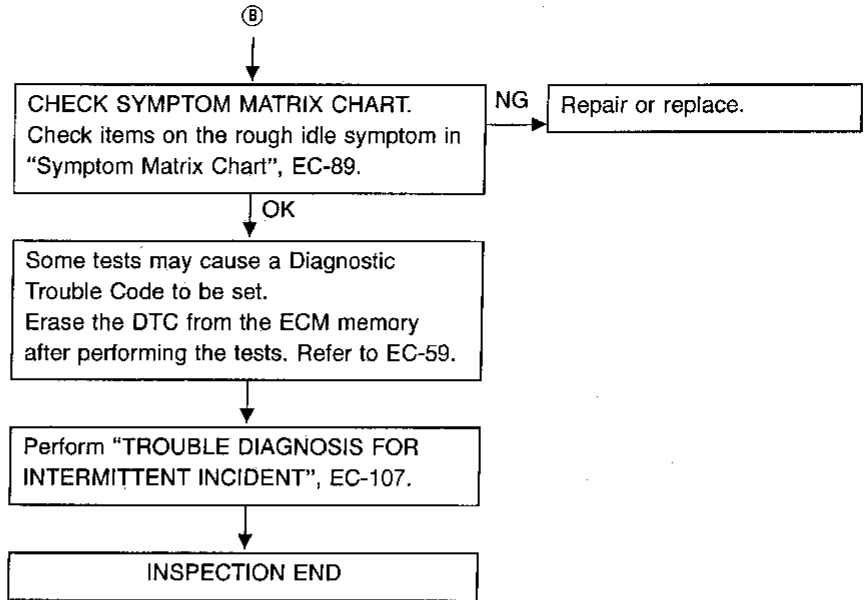 B
CHECK SYMPTOM MATRIX CHART.
Check items on the rough idle symptom in
"Symptom Matrix Chart", EC-89.
NG
Repair or replace.
OK
Some tests may cause a Diagnostic
Trouble Code to be set.
Erase the DTC from the ECM memory
after performing the tests. Refer to EC-59.
Perform "TROUBLE DIAGNOSIS FOR
INTERMITTENT INCIDENT", EC-107.
INSPECTION END